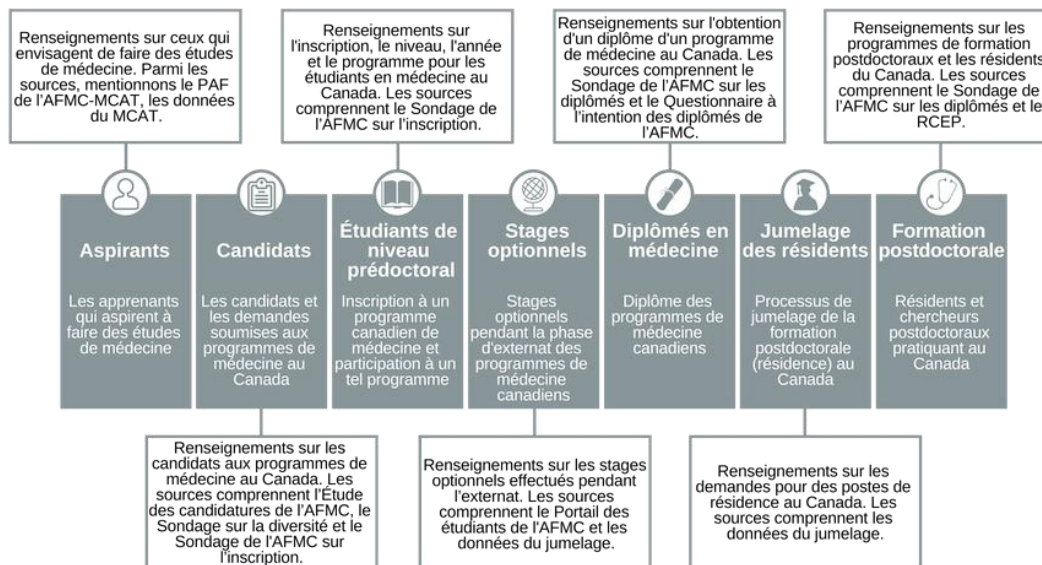 Renseignements sur ceux qui
envisagent de faire des études
de médecine. Parmi les
sources, mentionnons le PAF
de l'AFMC-MCAT, les données
du MCAT.
Renseignements sur
l'inscription, le niveau, l'année
et le programme pour les
étudiants en médecine au
Canada. Les sources
comprennent le Sondage de
l'AFMC sur l'inscription.
Renseignements sur l'obtention
d'un diplôme d'un programme
de médecine au Canada. Les
sources comprennent le
Sondage de l'AFMC sur les
diplômés et le Questionnaire à
l'intention des diplômés de
l'AFMC.
Renseignements sur les
programmes de formation
postdoctoraux et les résidents
du Canada. Les sources
comprennent le Sondage de
l'AFMC sur les diplômés et le
RCEP.
Aspirants
Les apprenants
qui aspirent à
faire des études
de médecine
Candidats
Les candidats et
les demandes
soumises aux
programmes de
médecine au
Canada
Étudiants de
niveau
prédoctoral
Inscription à un
programme
canadien de
médecine et
participation à un
tel programme
Stages
optionnels
Stages
optionnels
pendant la phase
d'externat des
programmes de
médecine
canadiens
Diplômés en
médecine
Diplôme des
programmes de
médecine
canadiens
Jumelage
des résidents
Processus de
jumelage de la
formation
postdoctorale
(résidence) au
Canada
Formation
postdoctorale
Résidents et
chercheurs
postdoctoraux
pratiquant au
Canada
Renseignements sur les
candidats aux programmes de
médecine au Canada. Les
sources comprennent l'Étude
des candidatures de l'AFMC, le
Sondage sur la diversité et le
Sondage de l'AFMC sur
l'inscription.
Renseignements sur les stages
optionnels effectués pendant
l'externat. Les sources
comprennent le Portail des
étudiants de l'AFMC et les
données du jumelage.
Renseignements sur les
demandes pour des postes de
résidence au Canada. Les
sources comprennent les
données du jumelage.